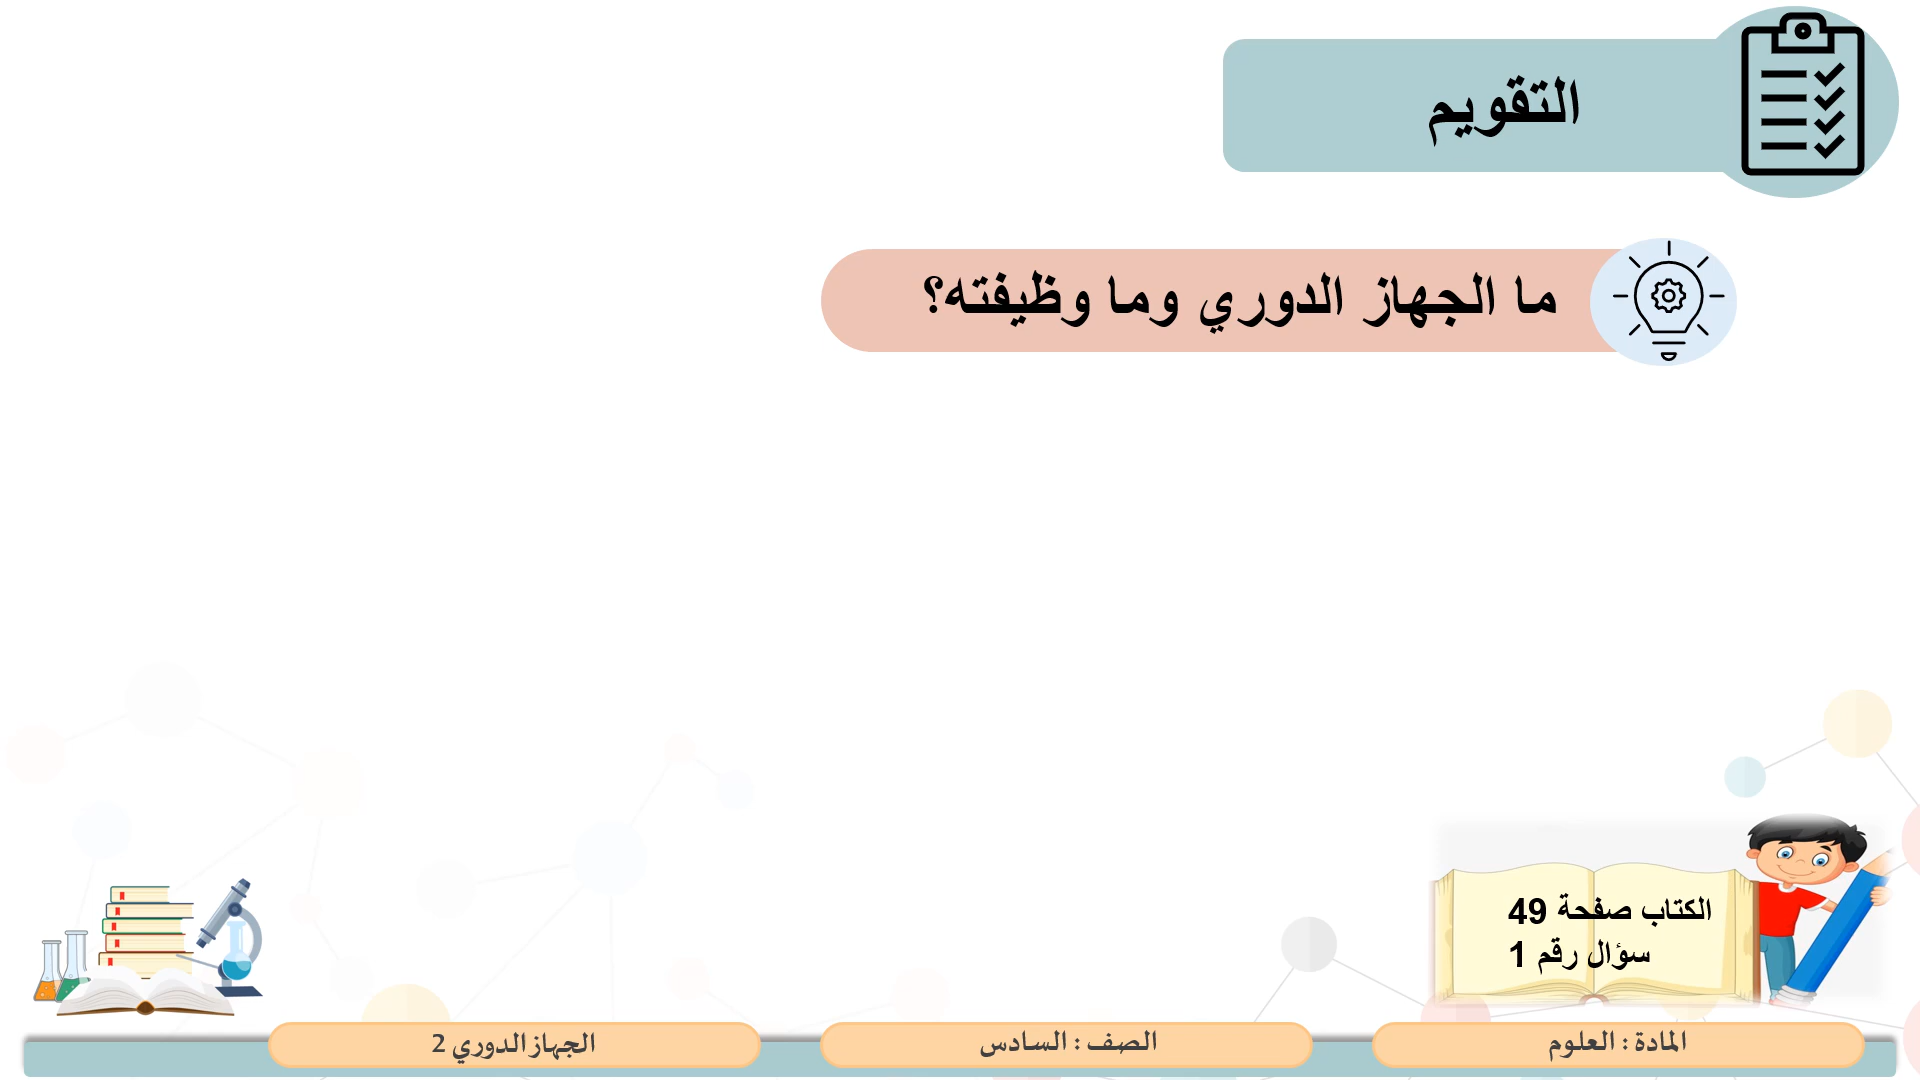 التقويم
ما الجهاز الدوري وما وظيفته؟
الكتاب صفحة 49
سؤال رقم 1
المادة : العلوم
الصف : السادس
الجهاز الدوري 2